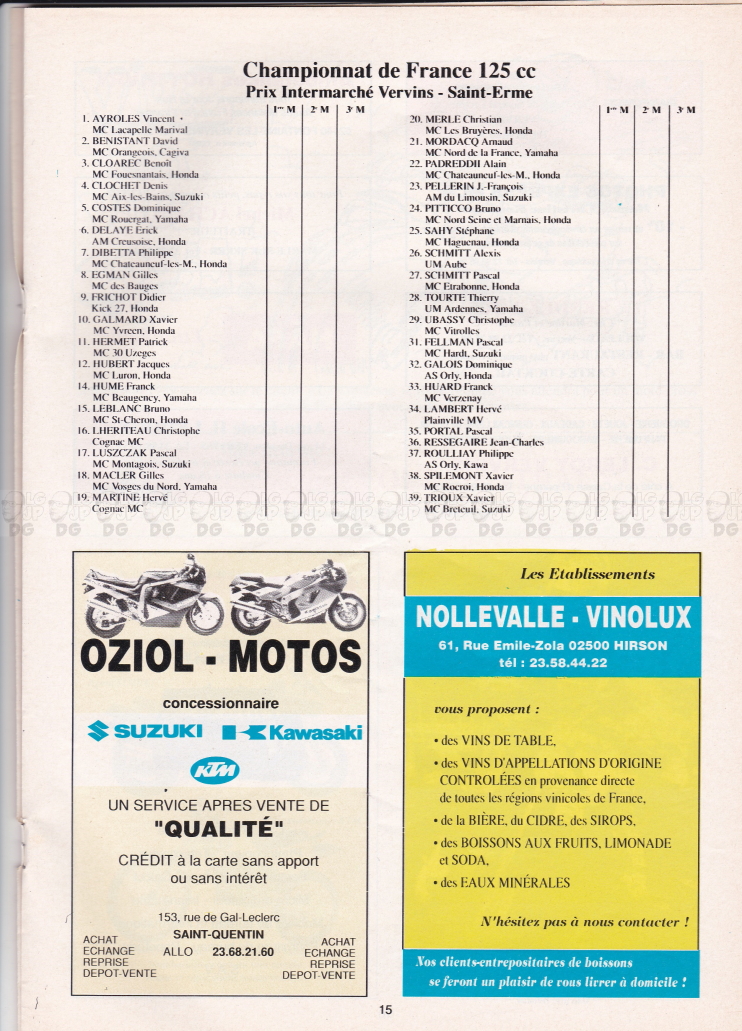 Championnat de France 125 cc
Prix Intermarché Vervins - Saint-Erme
1re M 2e M 3e M
1. AYROLES Vincent •
MC Lacapelle Marival
2. BENISTANT David
MC Orangeois, Cagiva
3. CLOAREC Benoît
MC Fouesnantais, Honda
4. CLOCHET Denis
MC Aix-les-Bains, Suzuki
5. COSTES Dominique
MC Rouergat, Yamaha
6. DELAYE Erick
AM Creusoise, Honda
7. DIBETTA Philippe
MC Chateauneuf-les-M., Honda
8. EGMAN Gilles
MC des Bauges
9. FRICHOT Didier
Kick 27, Honda
10. GALMARD Xavier
MC Yvreen, Honda
11. HERMET Patrick
MC 30 Uzeges
12. HUBERT Jacques
MC Luron, Honda
14. HUME Franck
MC Beaugency, Yamaha
15. LEBLANC Bruno
MC St-Cheron, Honda
16. LHERITEAU Christophe
Cognac MC
17. LUSZCZAK Pascal
MC Montagois, Suzuki
18. MACLER Gilles
MC Vosges du Nord, Yamaha
19. MARTINE Hervé
Cognac MC
1re M 2e M 3e M
20. MERLE Christian
MC Les Bruyères, Honda
21. MORDACQ Arnaud
MC Nord de la France, Yamaha
22. PADREDDII Alain
MC Chateauneuf-les-M., Honda
23. PELLERIN J.-François
AM du Limousin, Suzuki
24. PITTICCO Bruno
MC Nord Seine et Marnais, Honda
25. SAHY Stéphane
MC Haguenau, Honda
26. SCHMITT Alexis
UM Aube
27. SCHMITT Pascal
MC Etrabonne, Honda
28. TOURTE Thierry
UM Ardennes, Yamaha
29. UBASSY Christophe
MC Vitrolles
31. FELLMAN Pascal
MC Hardt, Suzuki
32. GALOIS Dominique
AS Orly, Honda
33. HUARD Franck
MC Verzenay
34. LAMBERT Hervé
Plainville MV
35. PORTAL Pascal
36. RESSEGAIRE Jean-Charles
37. ROULLIAY Philippe
AS Orly, Kawa
38. SPILEMONT Xavier
MC Rocroi, Honda
39. TRIOUX Xavier
MC Breteuil, Suzuki
OZIOL - MOTOS
concessionnaire
SUZUKI Kawasaki
KTM
UN SERVICE APRES VENTE DE
"QUALITÉ"
CRÉDIT à la carte sans apport
ou sans intérêt
153, rue de Gal-Leclerc
SAINT-QUENTIN
ALLO 23.68.21.60
ACHAT
ECHANGE
REPRISE
DEPOT-VENTE
ACHAT
ECHANGE
REPRISE
DEPOT-VENTE
Les Etablissements
NOLLEVALLE - VINOLUX
61, Rue Emile-Zola 02500 HIRSON
tél : 23.58.44.22
vous proposent :
• des VINS DE TABLE,
• des VINS D'APPELLATIONS D'ORIGINE
CONTROLÉES en provenance directe
de toutes les régions vinicoles de France,
• de la BIÈRE, du CIDRE, des SIROPS,
• des BOISSONS AUX FRUITS, LIMONADE
et SODA,
• des EAUX MINÉRALES
N'hésitez pas à nous contacter !
Nos clients-entrepositaires de boissons
se feront un plaisir de vous livrer à domicile !
15